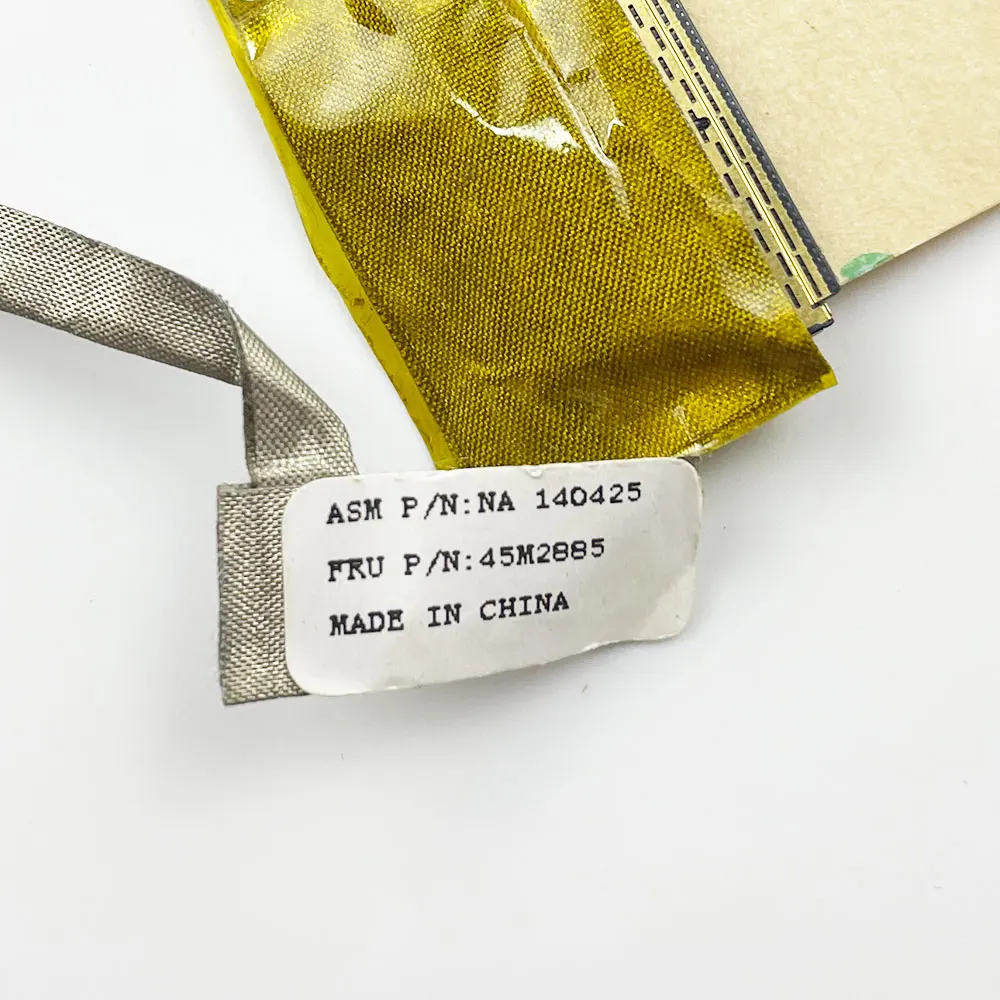 ASM P/N:NA 140425
FRU P/N:45M2885
MADE IN CHINA